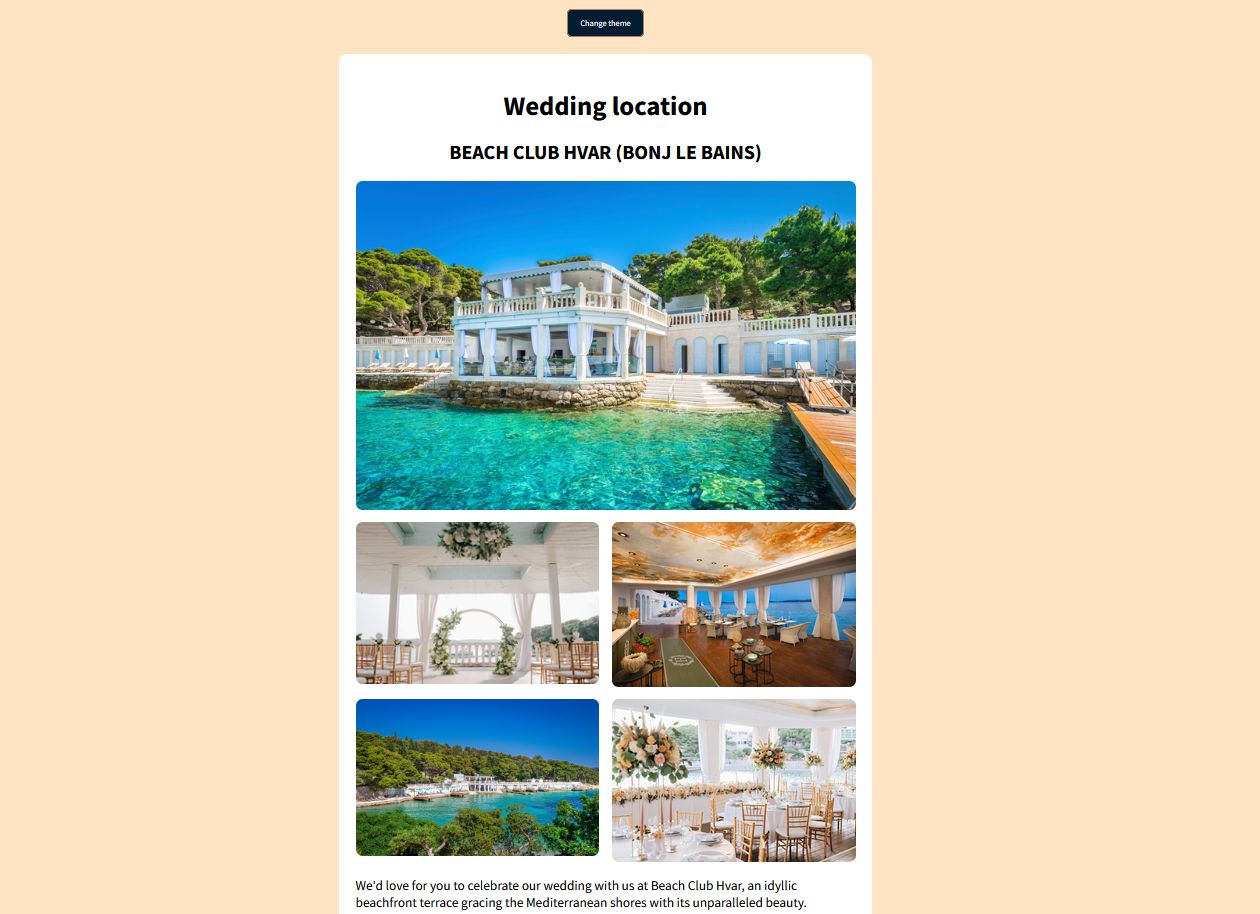 Change theme
Wedding location
BEACH CLUB HVAR (BONJ LE BAINS)
We'd love for you to celebrate our wedding with us at Beach Club Hvar, an idyllic
beachfront terrace gracing the Mediterranean shores with its unparalleled beauty.